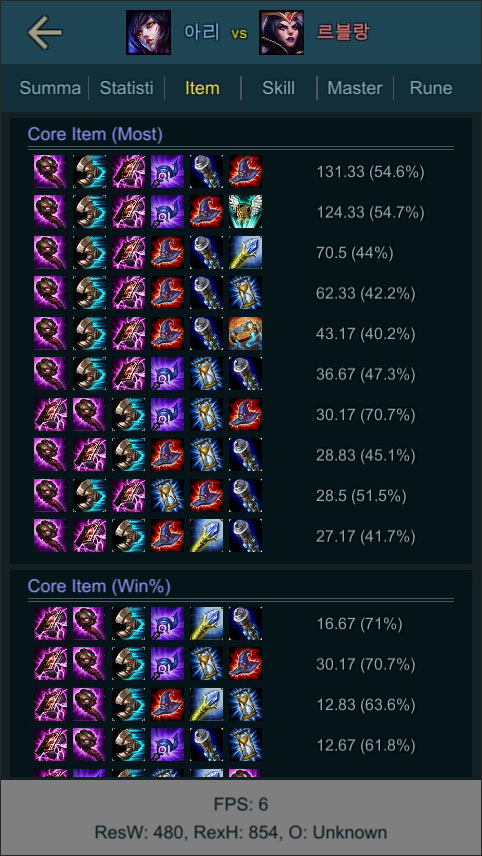 아리 vs 르블랑
Summa Statisti Item Skill Master Rune
Core Item (Most)
131.33 (54.6%)
124.33 (54.7%)
70.5 (44%)
62.33 (42.2%)
43.17 (40.2%)
36.67 (47.3%)
30.17 (70.7%)
28.83 (45.1%)
28.5 (51.5%)
27.17 (41.7%)
Core Item (Win%)
16.67 (71%)
30.17 (70.7%)
12.83 (63.6%)
12.67 (61.8%)
FPS: 6
ResW: 480, RexH: 854, O: Unknown